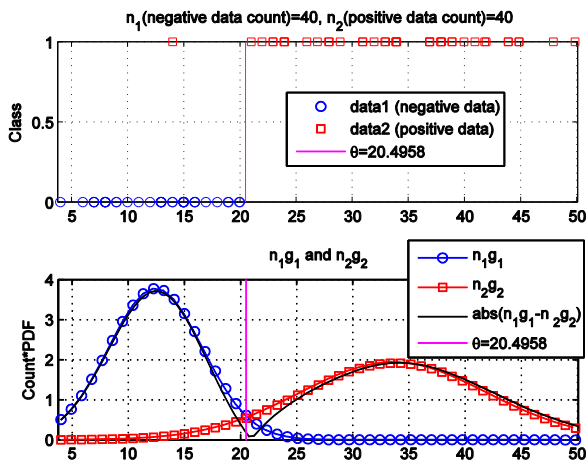 n₁(negative data count)=40, n₂(positive data count)=40
Class
1
0.5
0
data1 (negative data)
data2 (positive data)
θ=20.4958
5 10 15 20 25 30 35 40 45 50
n₁g₁ and n₂g₂
Count*PDF
4
3
2
1
0
n₁g₁
n₂g₂
abs(n₁g₁-n₂g₂)
θ=20.4958
5 10 15 20 25 30 35 40 45 50